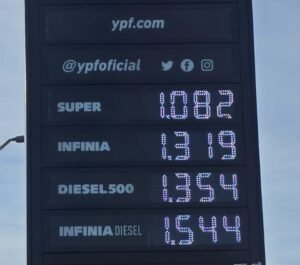 ypf.com
@ypfoficial
SUPER 1.082
INFINIA 1.319
DIESEL500 1.354
INFINIA DIESEL 1.544